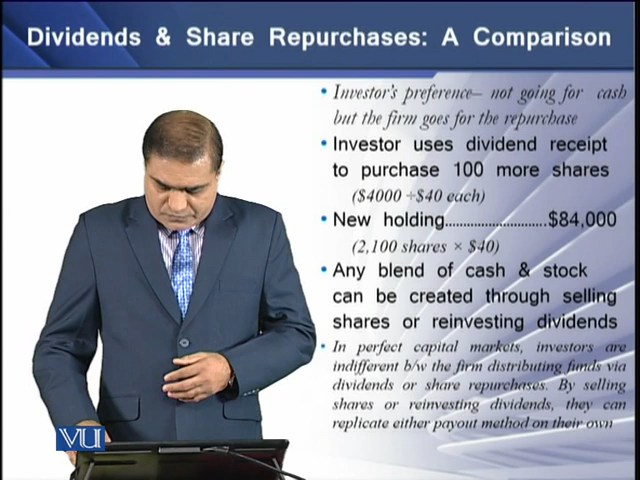 Dividends & Share Repurchases: A Comparison
• Investor's preference– not going for cash
but the firm goes for the repurchase
• Investor uses dividend receipt
to purchase 100 more shares
($4000 ÷$40 each)
• New holding............................$84,000
(2,100 shares × $40)
• Any blend of cash & stock
can be created through selling
shares or reinvesting dividends
• In perfect capital markets, investors are
indifferent b/w the firm distributing funds via
dividends or share repurchases. By selling
shares or reinvesting dividends, they can
replicate either payout method on their own
VU